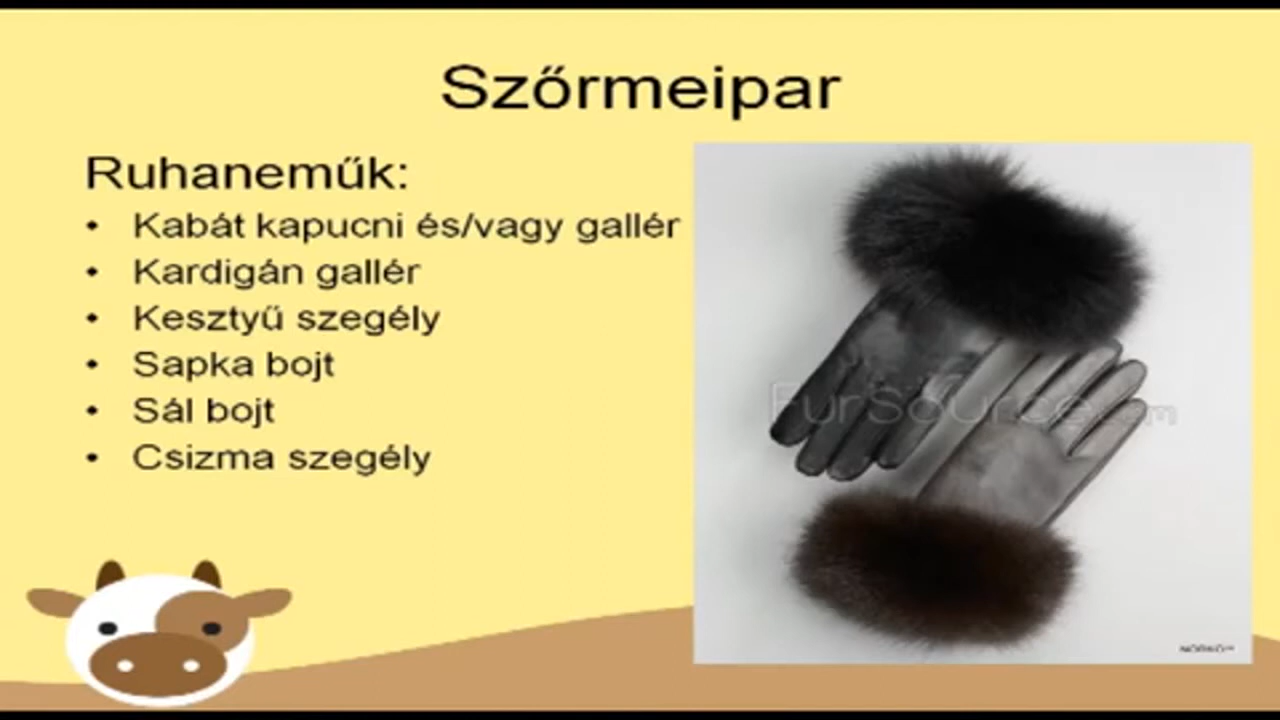 Szőrmeipar
Ruhaneműk:
• Kabát kapucni és/vagy gallér
• Kardigán gallér
• Kesztyű szegély
• Sapka bojt
• Sál bojt
• Csizma szegély
FurSource.com